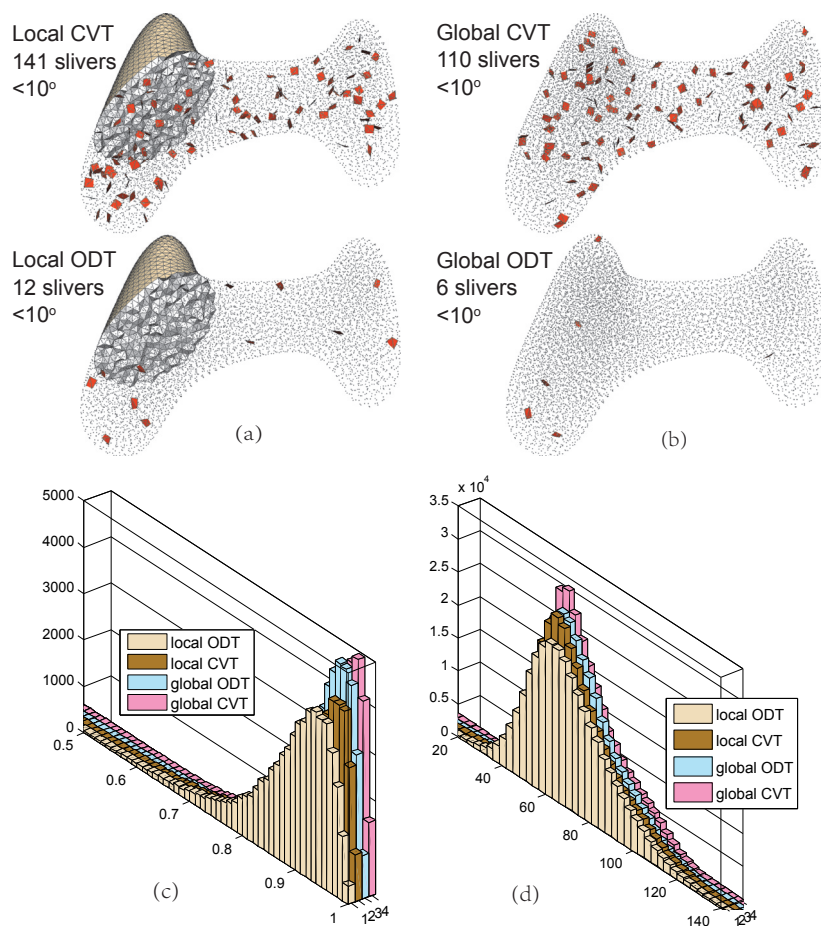 Local CVT
141 slivers
<10°
Global CVT
110 slivers
<10°
Local ODT
12 slivers
<10°
Global ODT
6 slivers
<10°
(a)
(b)
5000
4000
3000
2000
1000
0
0.5
0.6
0.7
0.8
0.9
1
1234
local ODT
local CVT
global ODT
global CVT
(c)
x 10^4
3.5
3
2.5
2
1.5
1
0.5
0
20
40
60
80
100
120
140
1234
local ODT
local CVT
global ODT
global CVT
(d)